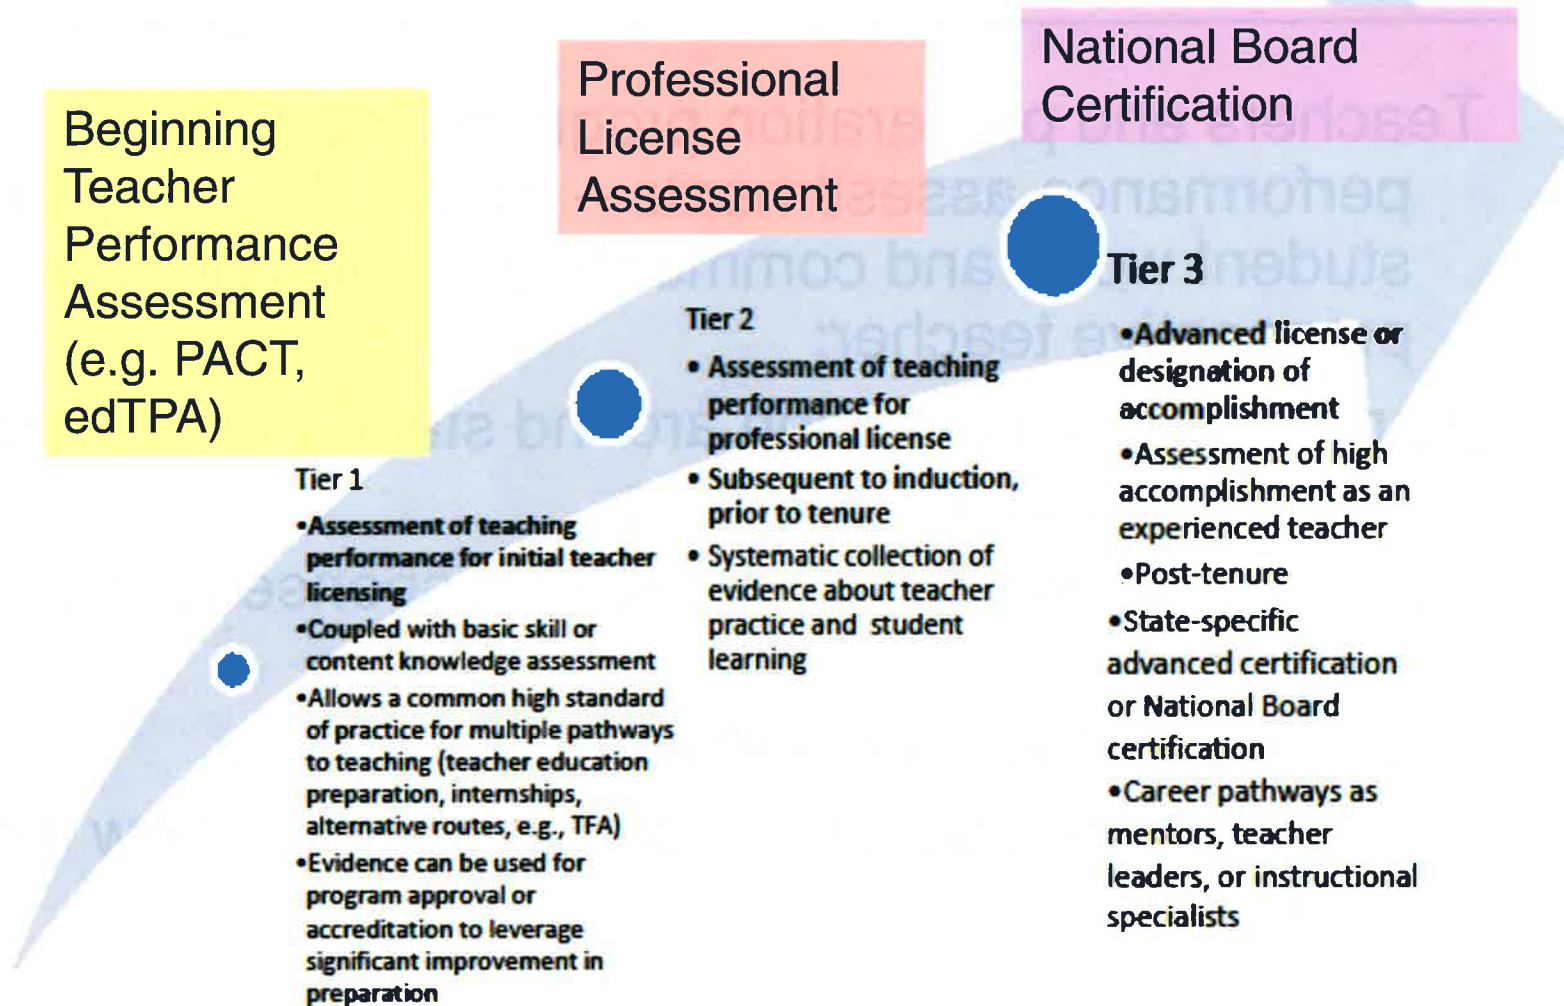 Beginning
Teacher
Performance
Assessment
(e.g. PACT,
edTPA)
Tier 1
•Assessment of teaching
performance for initial teacher
licensing
•Coupled with basic skill or
content knowledge assessment
•Allows a common high standard
of practice for multiple pathways
to teaching (teacher education
preparation, internships,
alternative routes, e.g., TFA)
•Evidence can be used for
program approval or
accreditation to leverage
significant improvement in
preparation
Professional
License
Assessment
Tier 2
• Assessment of teaching
performance for
professional license
• Subsequent to induction,
prior to tenure
• Systematic collection of
evidence about teacher
practice and student
learning
National Board
Certification
Tier 3
•Advanced license or
designation of
accomplishment
•Assessment of high
accomplishment as an
experienced teacher
•Post-tenure
•State-specific
advanced certification
or National Board
certification
•Career pathways as
mentors, teacher
leaders, or instructional
specialists